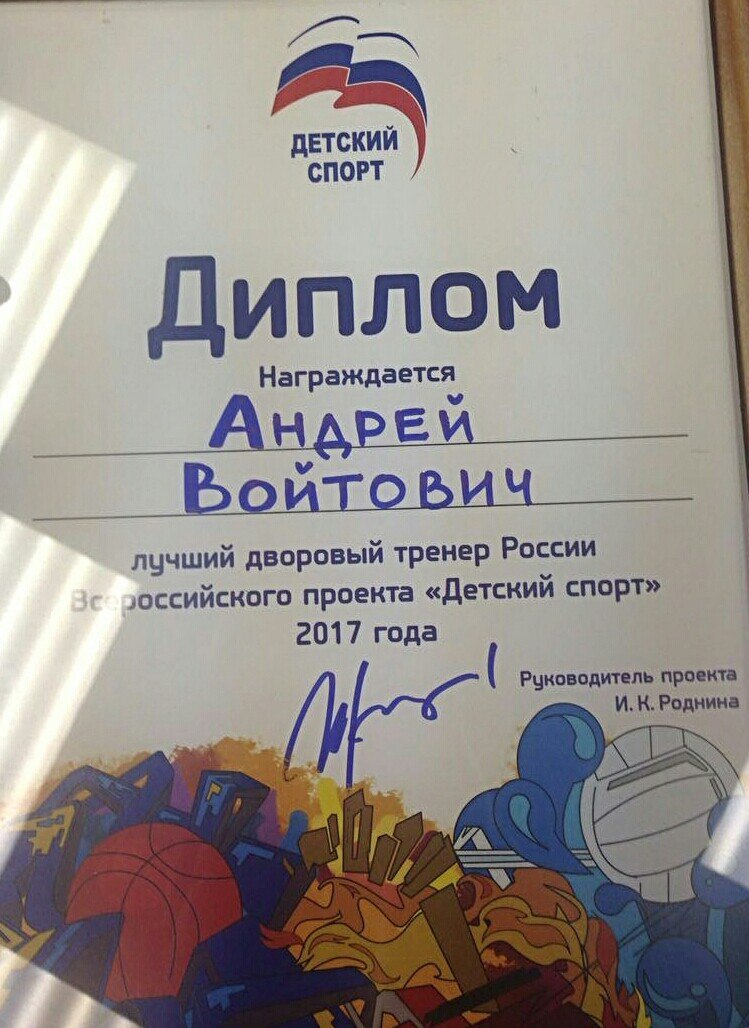 ДЕТСКИЙ
СПОРТ
Диплом
Награждается
Андрей
Войтович
лучший дворовый тренер России
Всероссийского проекта «Детский спорт»
2017 года
Руководитель проекта
И. К. Роднина